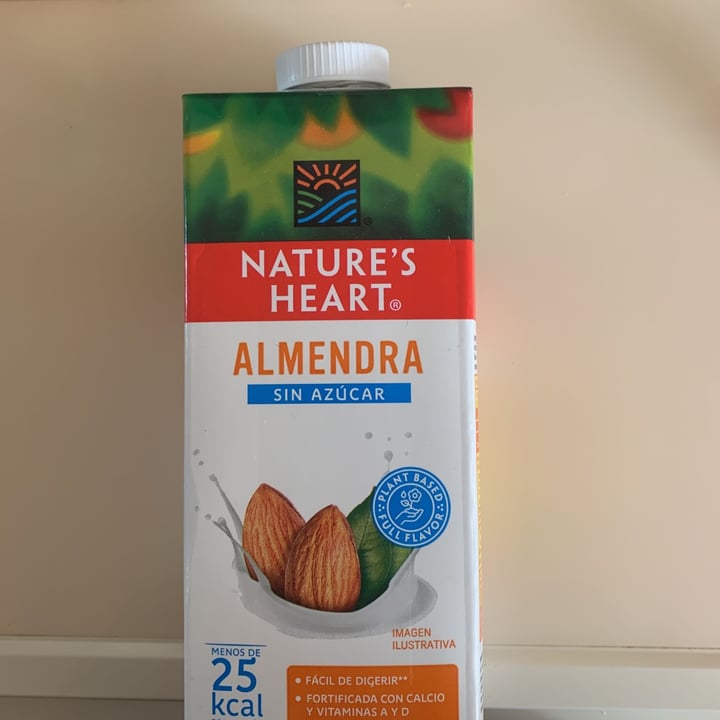 NATURE'S
HEART®
ALMENDRA
SIN AZÚCAR
PLANT BASED
FULL FLAVOR
IMAGEN
ILUSTRATIVA
MENOS DE
25
kcal
• FÁCIL DE DIGERIR**
• FORTIFICADA CON CALCIO
Y VITAMINAS A Y D